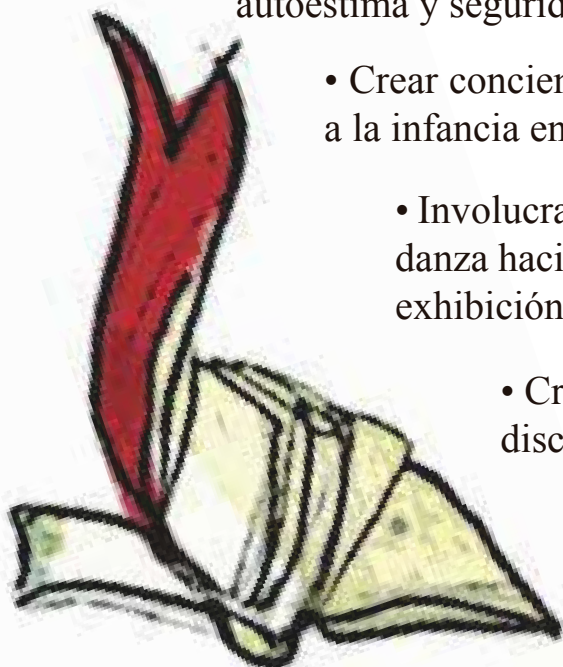 autoestima y segurid
• Crear concien
a la infancia en
• Involucra
danza haci
exhibición
• Cr
disc